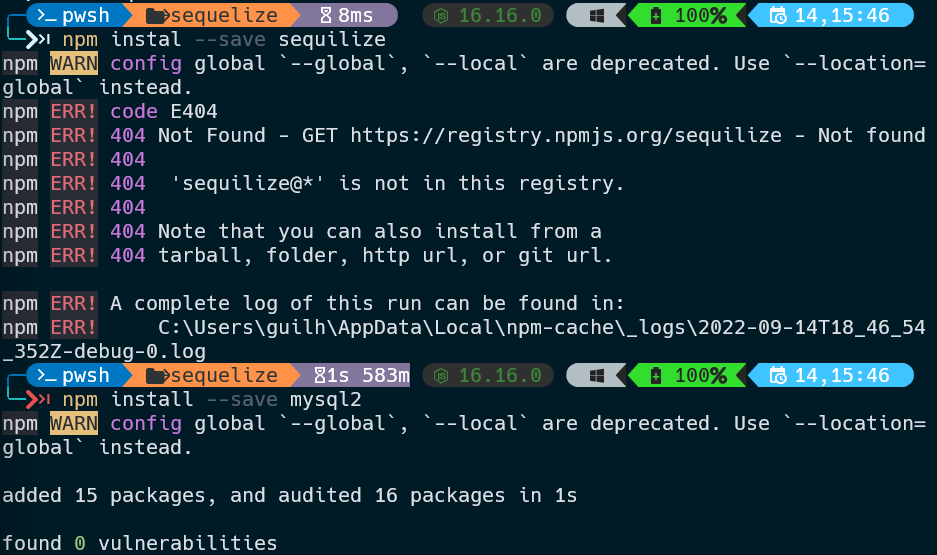 pwsh sequelize 8ms 16.16.0 100% 14,15:46
npm instal --save sequilize
npm WARN config global `--global`, `--local` are deprecated. Use `--location=
global` instead.
npm ERR! code E404
npm ERR! 404 Not Found - GET https://registry.npmjs.org/sequilize - Not found
npm ERR! 404
npm ERR! 404  'sequilize@*' is not in this registry.
npm ERR! 404
npm ERR! 404 Note that you can also install from a
npm ERR! 404 tarball, folder, http url, or git url.
npm ERR! A complete log of this run can be found in:
npm ERR!     C:\Users\guilh\AppData\Local\npm-cache\_logs\2022-09-14T18_46_54
_352Z-debug-0.log
pwsh sequelize 1s 583m 16.16.0 100% 14,15:46
npm install --save mysql2
npm WARN config global `--global`, `--local` are deprecated. Use `--location=
global` instead.
added 15 packages, and audited 16 packages in 1s
found 0 vulnerabilities